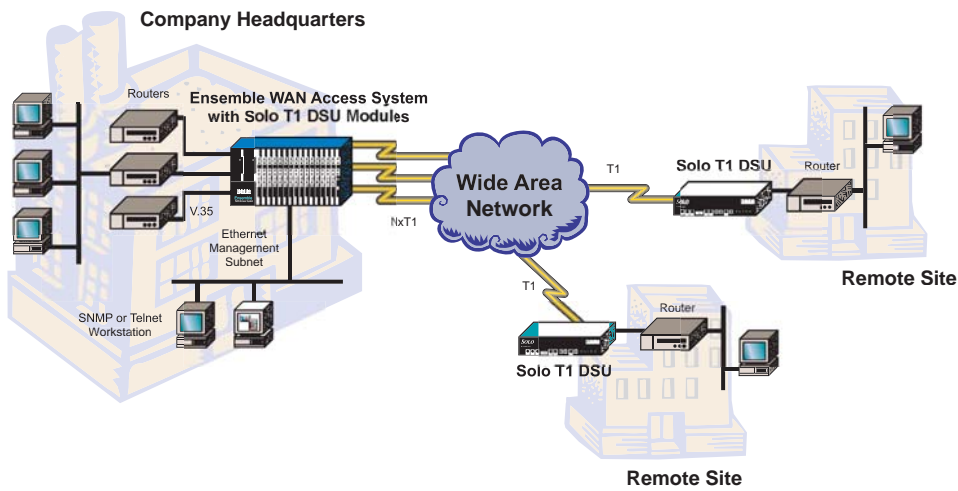 Company Headquarters
Routers
Ensemble WAN Access System
with Solo T1 DSU Modules
V.35
Ethernet
Management
Subnet
SNMP or Telnet
Workstation
NxT1
Wide Area
Network
T1
Solo T1 DSU
Router
SOLO
Remote Site
T1
Router
SOLO
Solo T1 DSU
Remote Site